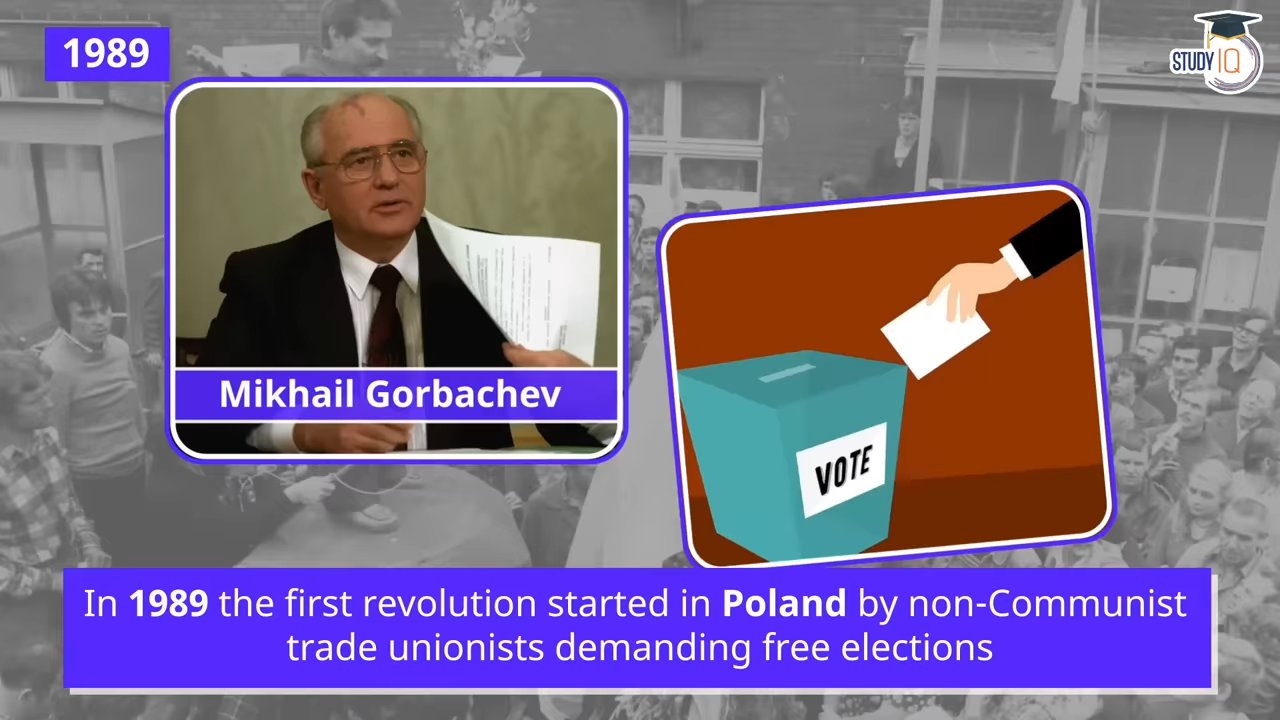 1989
STUDY IQ
Mikhail Gorbachev
VOTE
In 1989 the first revolution started in Poland by non-Communist
trade unionists demanding free elections